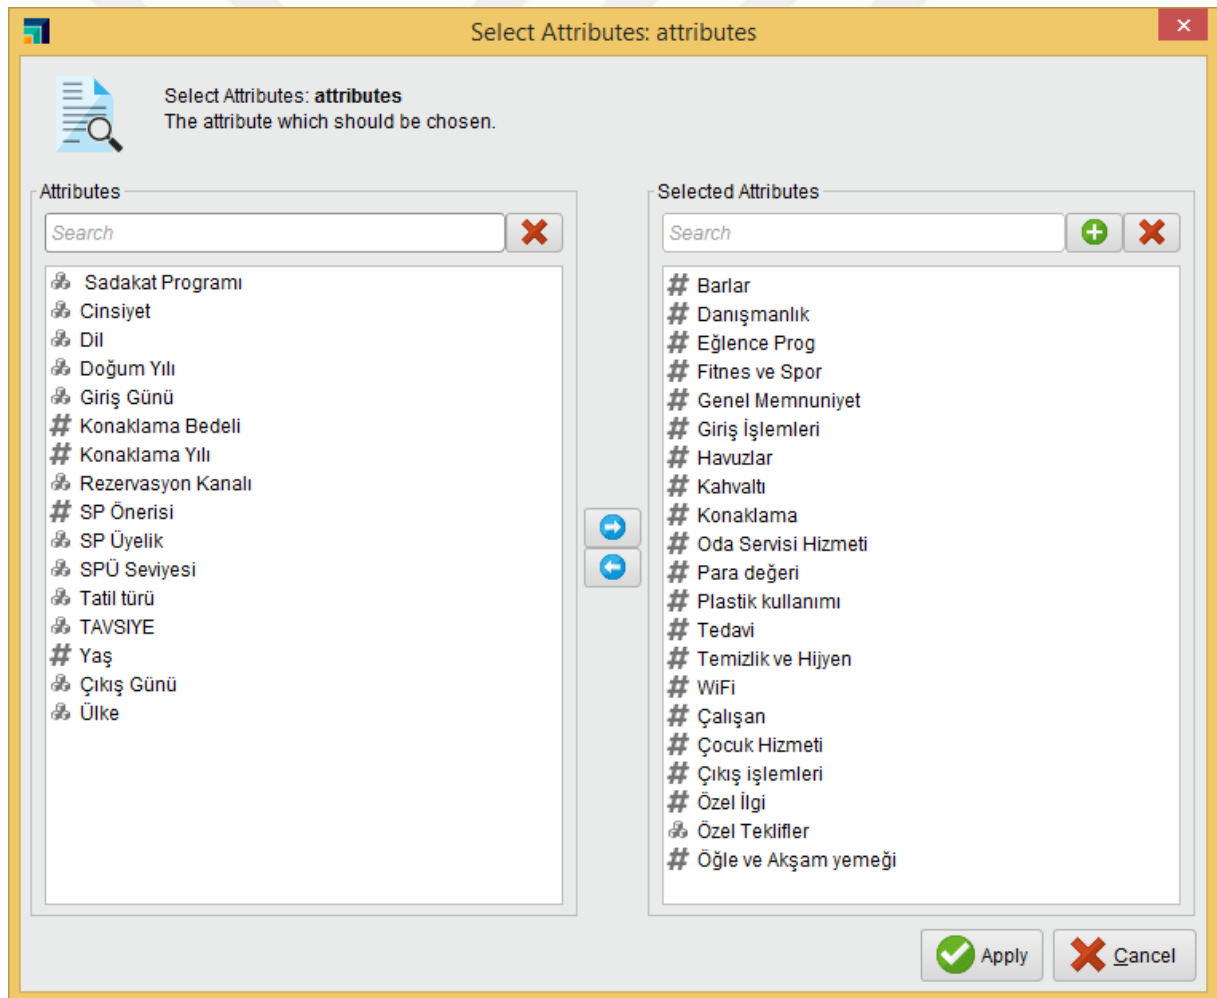 Select Attributes: attributes
Select Attributes: attributes
The attribute which should be chosen.
Attributes
Search
Sadakat Programı
Cinsiyet
Dil
Doğum Yılı
Giriş Günü
# Konaklama Bedeli
# Konaklama Yılı
Rezervasyon Kanalı
# SP Önerisi
SP Üyelik
SPÜ Seviyesi
Tatil türü
TAVSIYE
# Yaş
Çıkış Günü
Ülke
Selected Attributes
Search
# Barlar
# Danışmanlık
# Eğlence Prog
# Fitnes ve Spor
# Genel Memnuniyet
# Giriş İşlemleri
# Havuzlar
# Kahvaltı
# Konaklama
# Oda Servisi Hizmeti
# Para değeri
# Plastik kullanımı
# Tedavi
# Temizlik ve Hijyen
# WiFi
# Çalışan
# Çocuk Hizmeti
# Çıkış işlemleri
# Özel İlgi
Özel Teklifler
# Öğle ve Akşam yemeği
Apply
Cancel